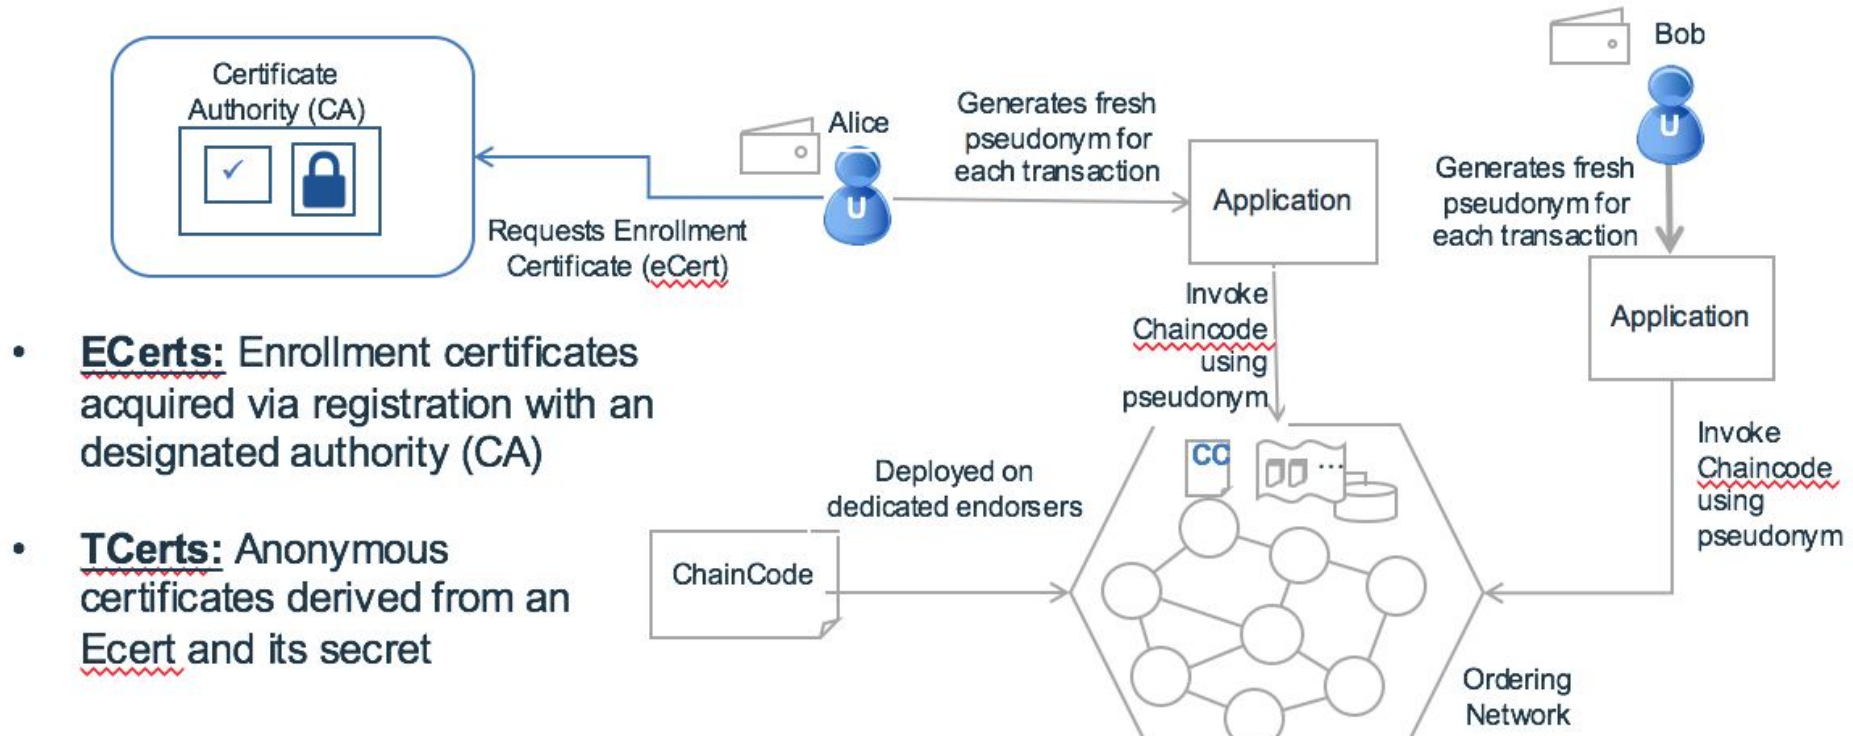 Certificate
Authority (CA)
✓
Alice
U
Requests Enrollment
Certificate (eCert)
Generates fresh
pseudonym for
each transaction
Application
Bob
U
Generates fresh
pseudonym for
each transaction
Application
Invoke
Chaincode
using
pseudonym
Invoke
Chaincode
using
pseudonym
• ECerts: Enrollment certificates
acquired via registration with an
designated authority (CA)
• TCerts: Anonymous
certificates derived from an
Ecert and its secret
Deployed on
dedicated endorsers
ChainCode
CC
...
Ordering
Network